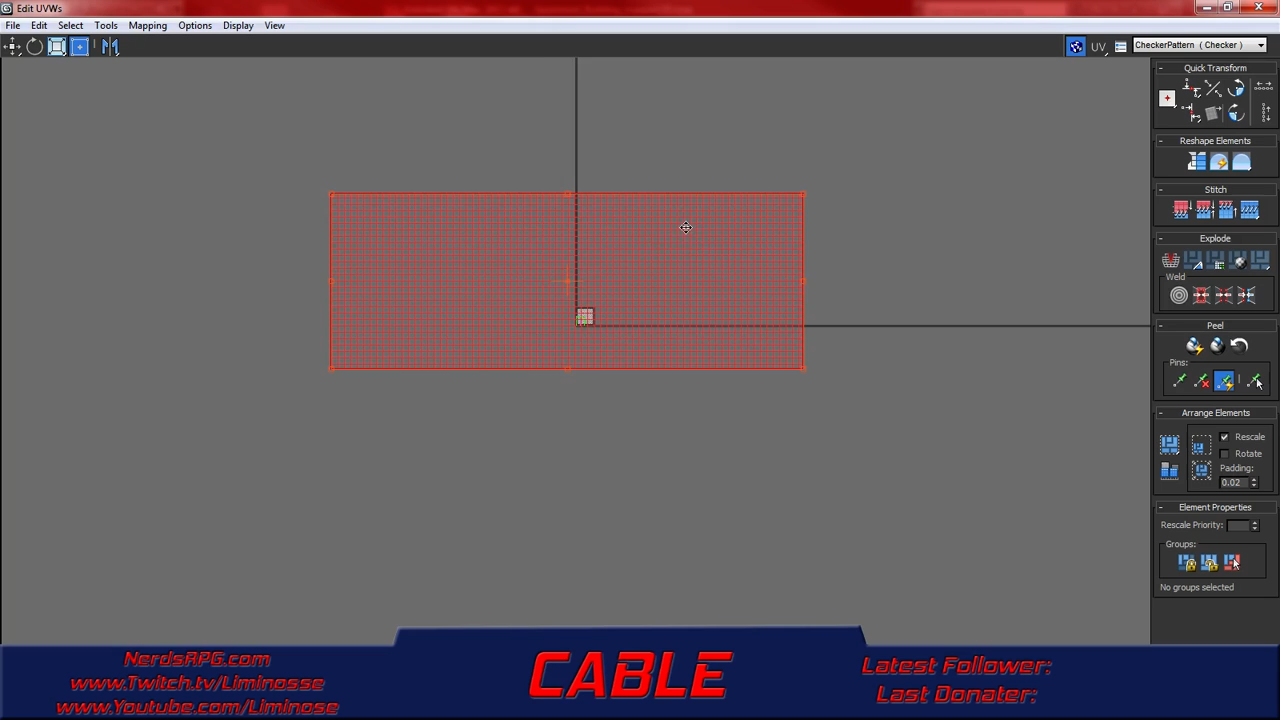 Edit UVWs
File Edit Select Tools Mapping Options Display View
UV
CheckerPattern ( Checker )
Quick Transform
Reshape Elements
Stitch
Explode
Weld
Peel
Pins:
Arrange Elements
Rescale
Rotate
Padding:
0.02
Element Properties
Rescale Priority:
Groups:
No groups selected
NerdsRPG.com
www.Twitch.tv/Liminosse
www.Youtube.com/Liminose
CABLE
Latest Follower:
Last Donater: